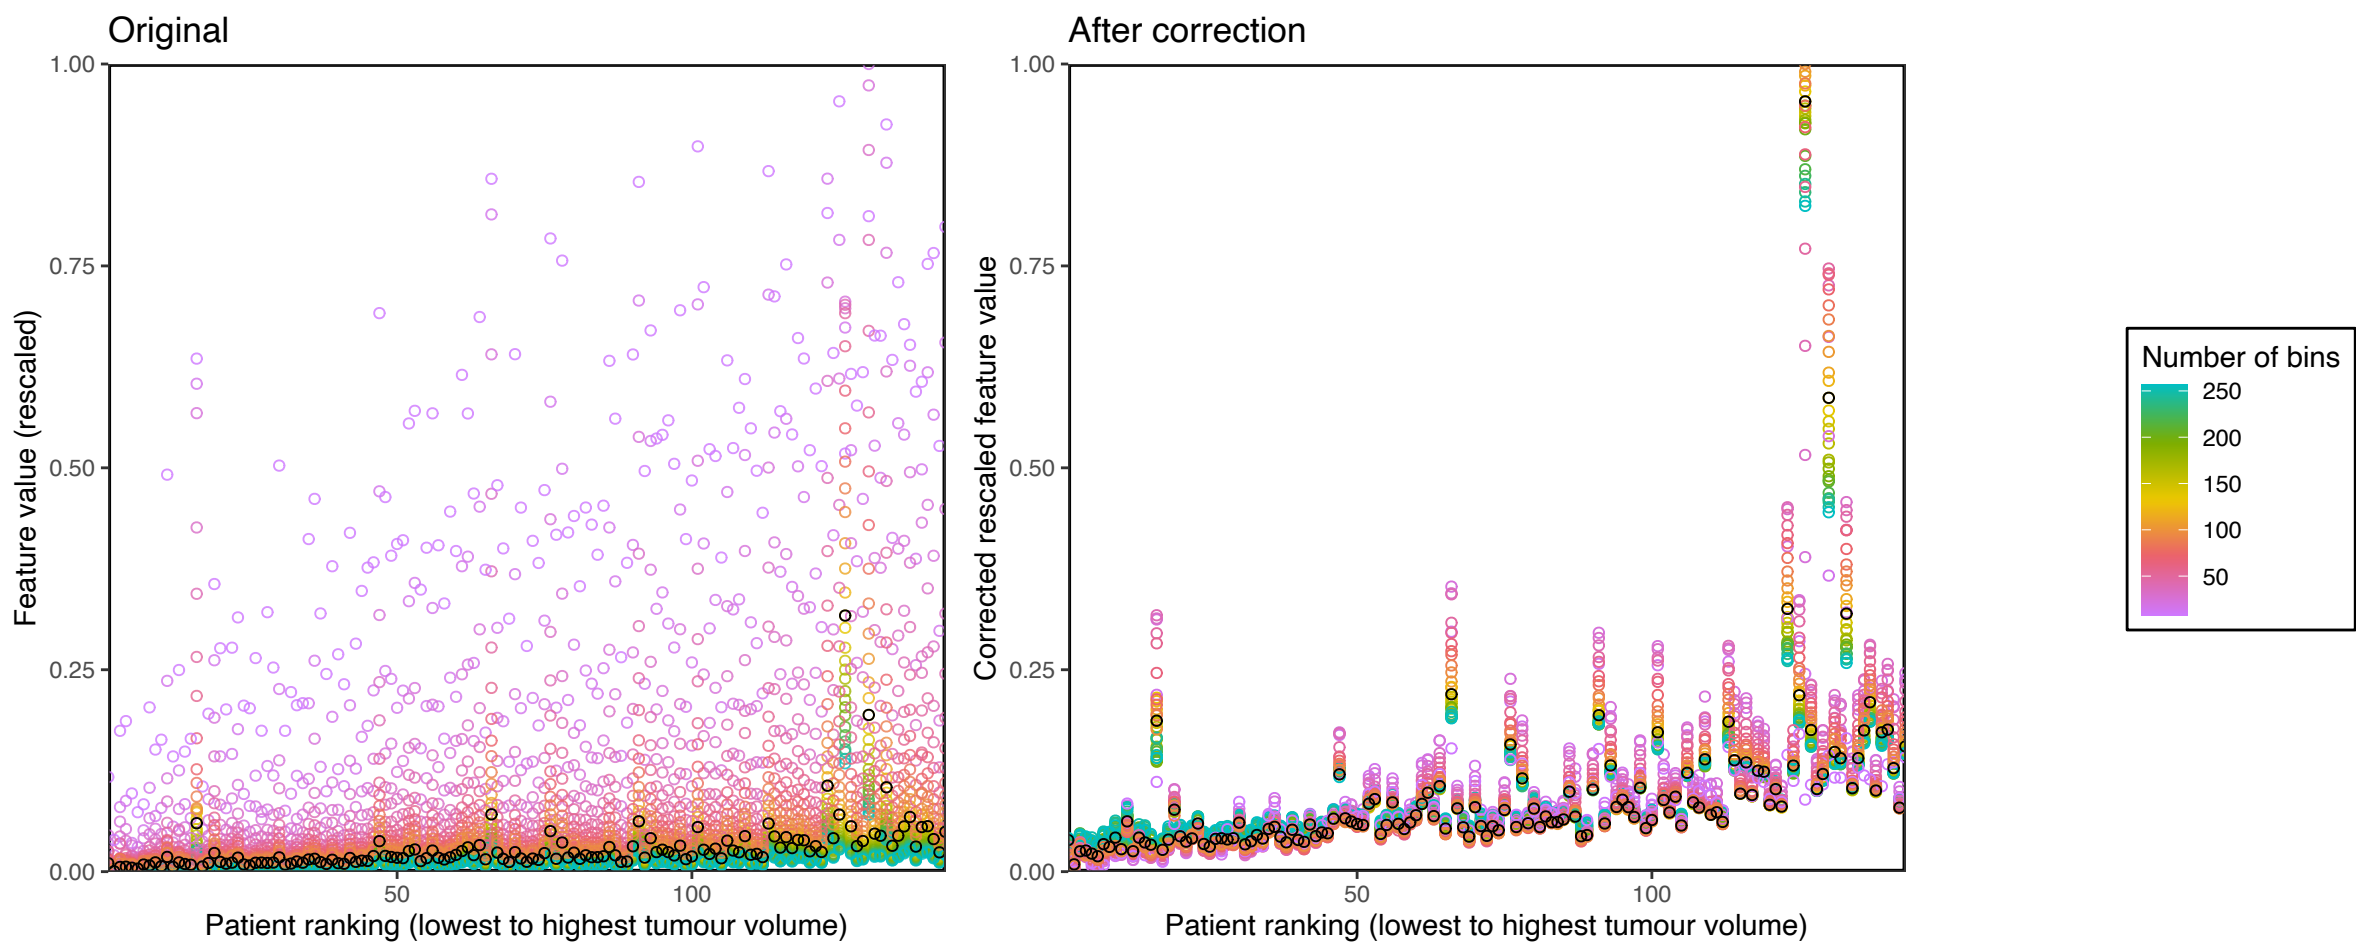 Original
After correction
1.00
0.75
0.50
0.25
0.00
Feature value (rescaled)
50
100
Patient ranking (lowest to highest tumour volume)
1.00
0.75
0.50
0.25
0.00
Corrected rescaled feature value
50
100
Patient ranking (lowest to highest tumour volume)
Number of bins
250
200
150
100
50